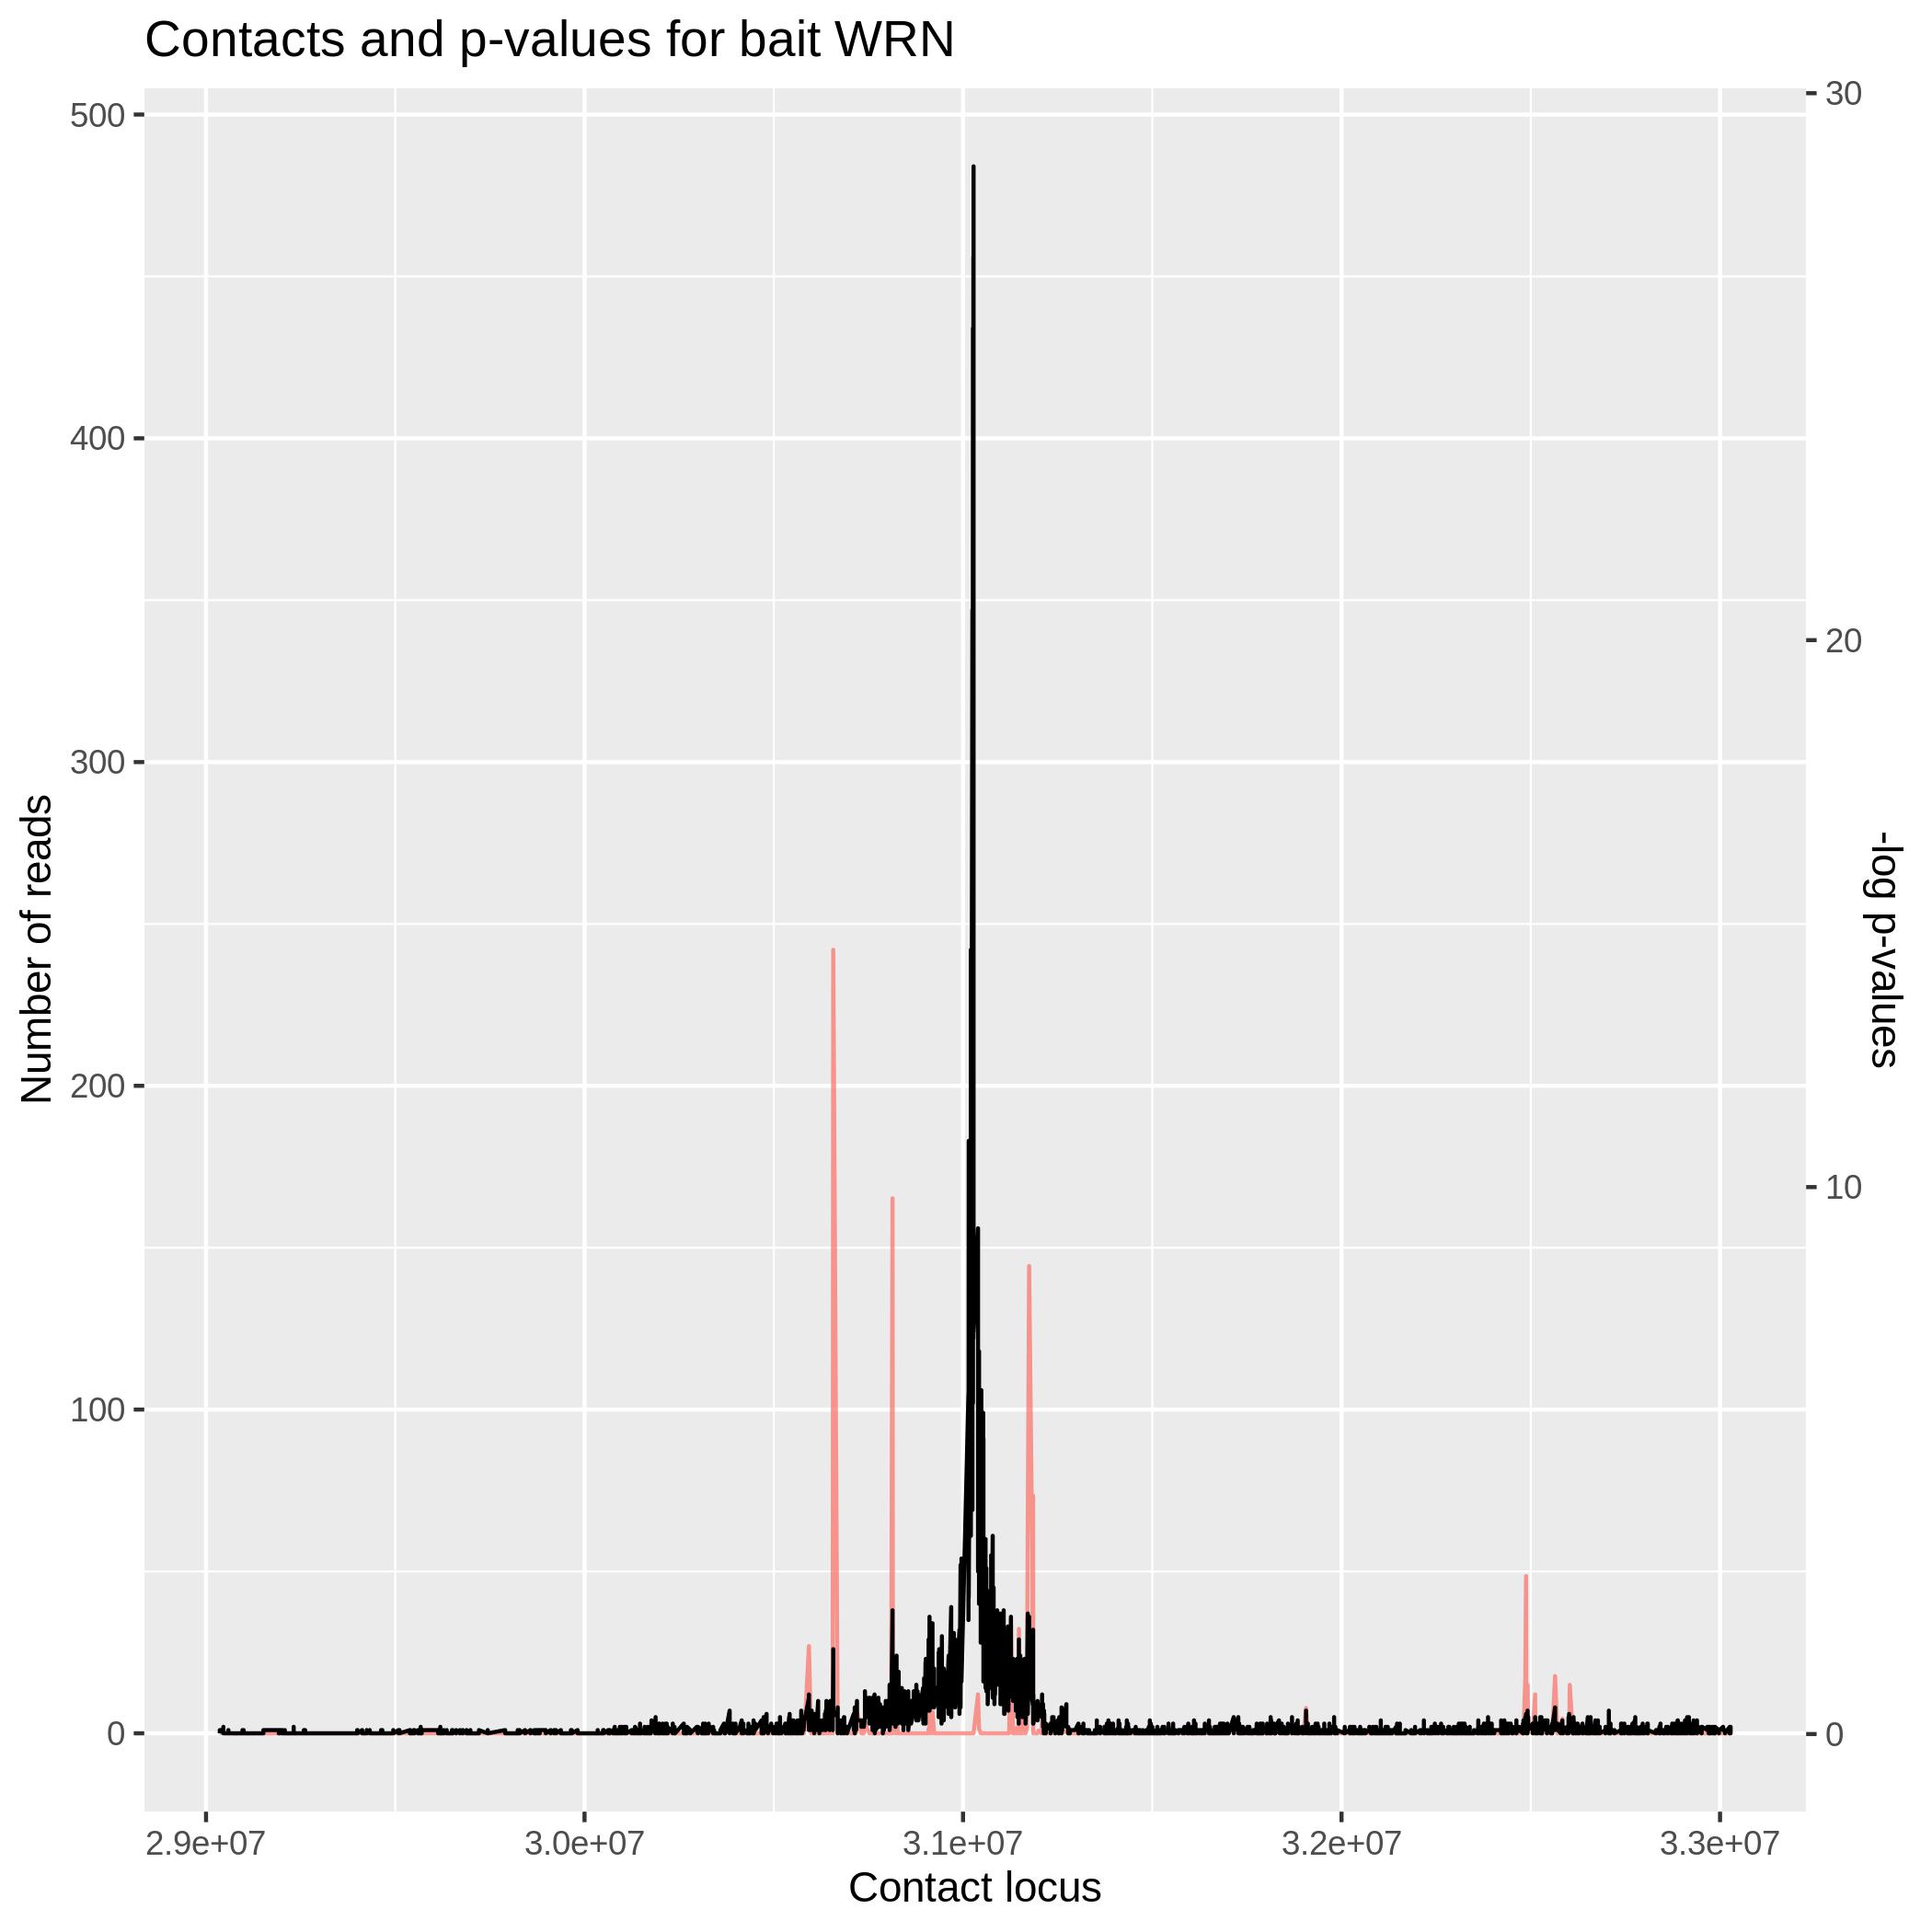 Contacts and p-values for bait WRN
500
400
300
200
100
0
Number of reads
30
20
10
0
-log p-values
2.9e+07
3.0e+07
3.1e+07
3.2e+07
3.3e+07
Contact locus